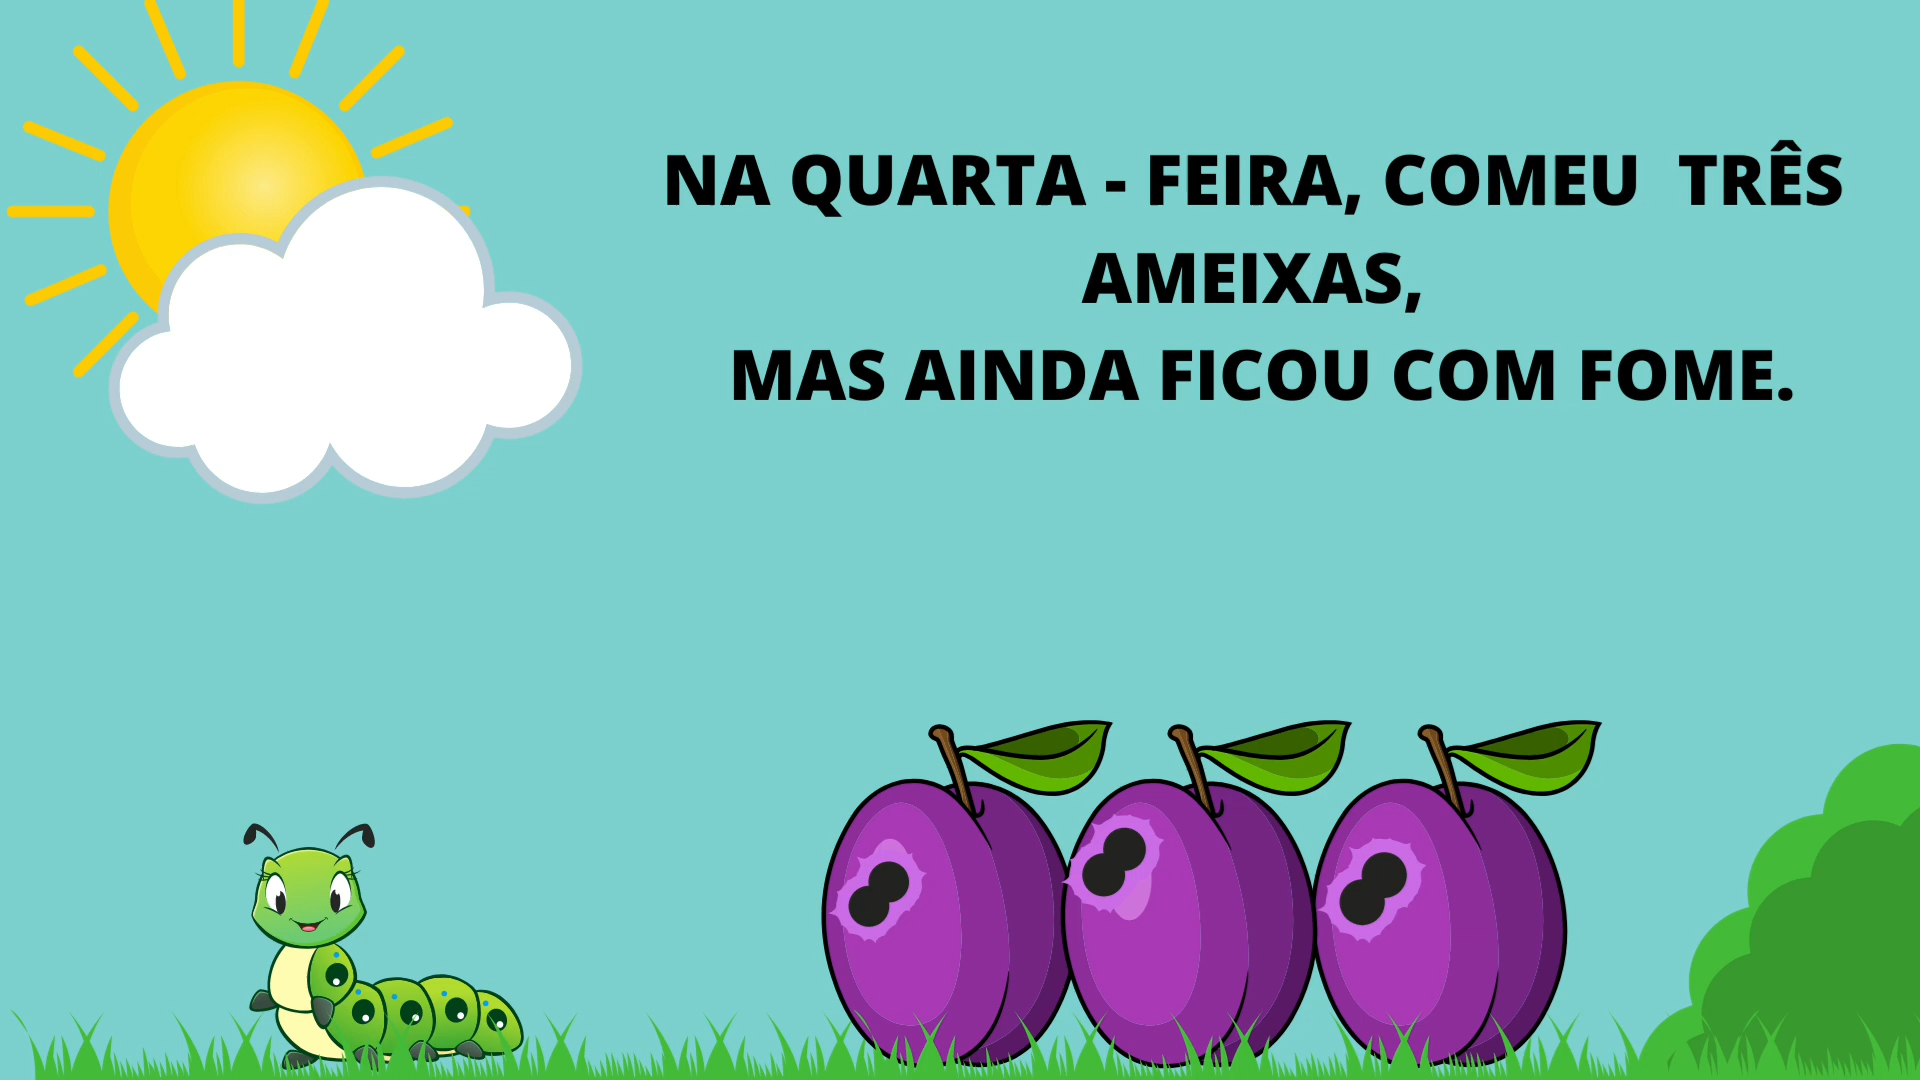 NA QUARTA - FEIRA, COMEU  TRÊS
AMEIXAS,
MAS AINDA FICOU COM FOME.